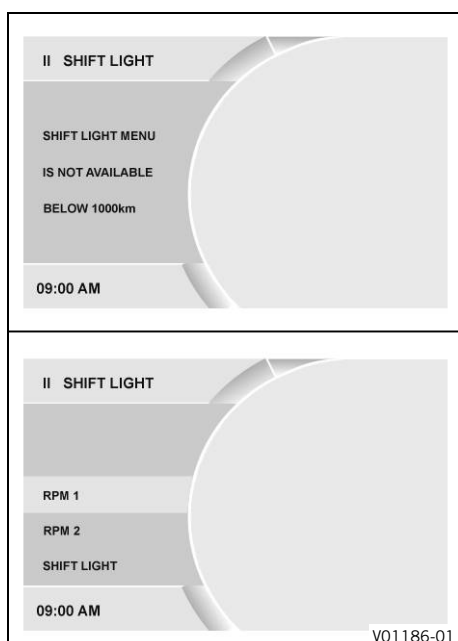 II SHIFT LIGHT
SHIFT LIGHT MENU
IS NOT AVAILABLE
BELOW 1000km
09:00 AM
II SHIFT LIGHT
RPM 1
RPM 2
SHIFT LIGHT
09:00 AM
V01186-01